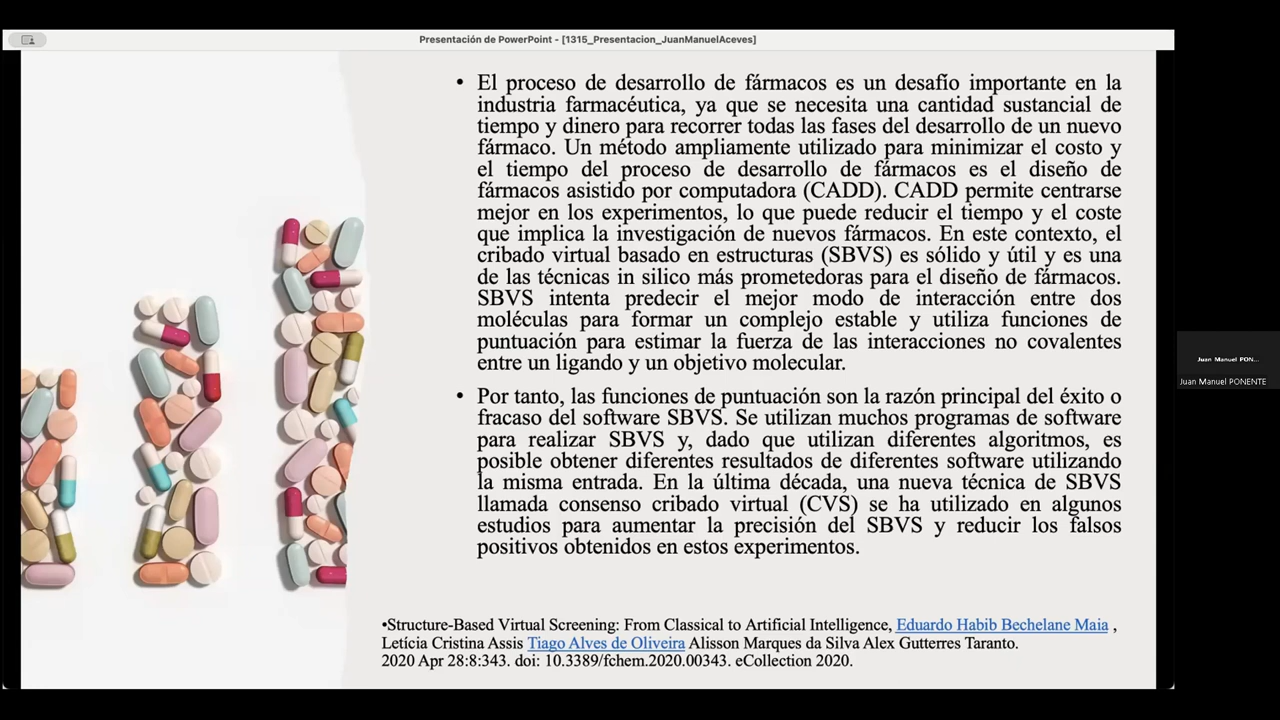 Presentación de PowerPoint - [1315_Presentacion_JuanManuelAceves]
• El proceso de desarrollo de fármacos es un desafío importante en la
industria farmacéutica, ya que se necesita una cantidad sustancial de
tiempo y dinero para recorrer todas las fases del desarrollo de un nuevo
fármaco. Un método ampliamente utilizado para minimizar el costo y
el tiempo del proceso de desarrollo de fármacos es el diseño de
fármacos asistido por computadora (CADD). CADD permite centrarse
mejor en los experimentos, lo que puede reducir el tiempo y el coste
que implica la investigación de nuevos fármacos. En este contexto, el
cribado virtual basado en estructuras (SBVS) es sólido y útil y es una
de las técnicas in silico más prometedoras para el diseño de fármacos.
SBVS intenta predecir el mejor modo de interacción entre dos
moléculas para formar un complejo estable y utiliza funciones de
puntuación para estimar la fuerza de las interacciones no covalentes
entre un ligando y un objetivo molecular.
• Por tanto, las funciones de puntuación son la razón principal del éxito o
fracaso del software SBVS. Se utilizan muchos programas de software
para realizar SBVS y, dado que utilizan diferentes algoritmos, es
posible obtener diferentes resultados de diferentes software utilizando
la misma entrada. En la última década, una nueva técnica de SBVS
llamada consenso cribado virtual (CVS) se ha utilizado en algunos
estudios para aumentar la precisión del SBVS y reducir los falsos
positivos obtenidos en estos experimentos.
•Structure-Based Virtual Screening: From Classical to Artificial Intelligence, Eduardo Habib Bechelane Maia ,
Letícia Cristina Assis Tiago Alves de Oliveira Alisson Marques da Silva Alex Gutterres Taranto.
2020 Apr 28:8:343. doi: 10.3389/fchem.2020.00343. eCollection 2020.
Juan Manuel PON...
Juan Manuel PONENTE